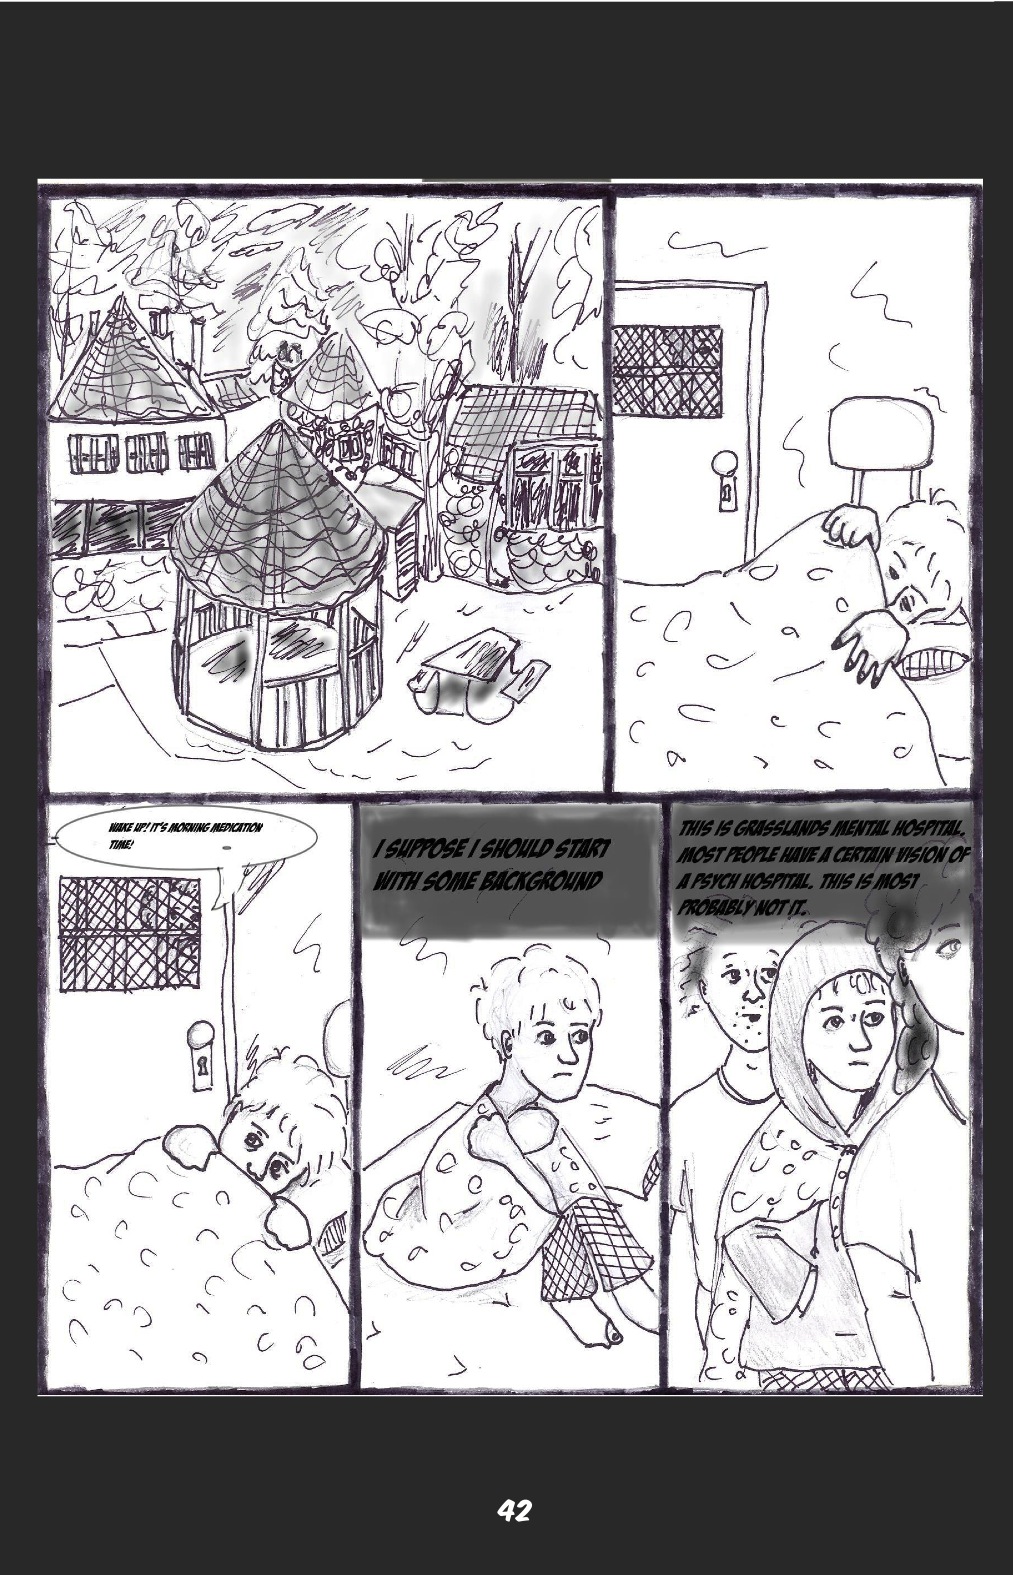 WAKE UP! IT'S MORNING MEDICATION
TIME!
I SUPPOSE I SHOULD START
WITH SOME BACKGROUND
THIS IS GRASSLANDS MENTAL HOSPITAL,
MOST PEOPLE HAVE A CERTAIN VISION OF
A PSYCH HOSPITAL. THIS IS MOST
PROBABLY NOT IT.
42